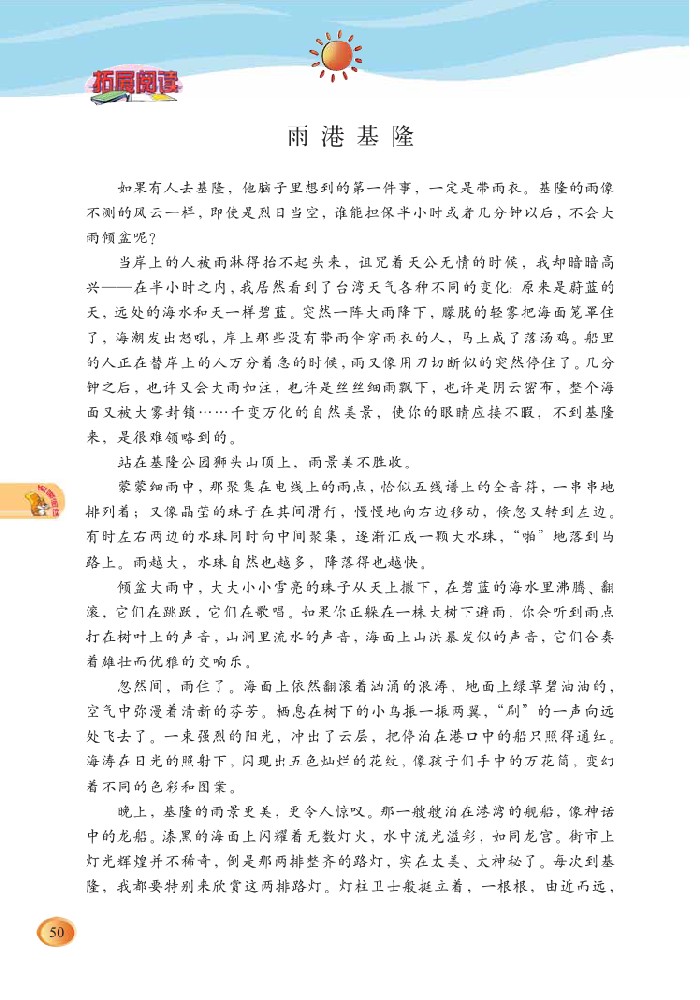 拓展阅读
雨港基隆
如果有人去基隆，他脑子里想到的第一件事，一定是带雨衣。基隆的雨像
不测的风云一样，即使是烈日当空，谁能担保半小时或者几分钟以后，不会大
雨倾盆呢？
当岸上的人被雨淋得抬不起头来，诅咒着天公无情的时候，我却暗暗高
兴——在半小时之内，我居然看到了台湾天气各种不同的变化：原来是蔚蓝的
天，远处的海水和天一样碧蓝。突然一阵大雨降下，朦胧的轻雾把海面笼罩住
了，海潮发出怒吼，岸上那些没有带雨伞穿雨衣的人，马上成了落汤鸡。船里
的人正在替岸上的人万分着急的时候，雨又像用刀切断似的突然停住了。几分
钟之后，也许又会大雨如注，也许是丝丝细雨飘下，也许是阴云密布，整个海
面又被大雾封锁……千变万化的自然美景，使你的眼睛应接不暇，不到基隆
来，是很难领略到的。
站在基隆公园狮头山顶上，雨景美不胜收。
蒙蒙细雨中，那聚集在电线上的雨点，恰似五线谱上的全音符，一串串地
排列着；又像晶莹的珠子在其间滑行，慢慢地向右边移动，倏忽又转到左边。
有时左右两边的水珠同时向中间聚集，逐渐汇成一颗大水珠，“啪”地落到马
路上。雨越大，水珠自然也越多，降落得也越快。
倾盆大雨中，大大小小雪亮的珠子从天上撒下，在碧蓝的海水里沸腾、翻
滚，它们在跳跃，它们在歌唱。如果你正躲在一株大树下避雨，你会听到雨点
打在树叶上的声音，山涧里流水的声音，海面上山洪暴发似的声音，它们合奏
着雄壮而优雅的交响乐。
忽然间，雨住了。海面上依然翻滚着汹涌的浪涛，地面上绿草碧油油的，
空气中弥漫着清新的芬芳。栖息在树下的小鸟振一振两翼，“刷”的一声向远
处飞去了。一束强烈的阳光，冲出了云层，把停泊在港口中的船只照得通红。
海涛在日光的照射下，闪现出五色灿烂的花纹，像孩子们手中的万花筒，变幻
着不同的色彩和图案。
晚上，基隆的雨景更美，更令人惊叹。那一艘艘泊在港湾的舰船，像神话
中的龙船。漆黑的海面上闪耀着无数灯火，水中流光溢彩，如同龙宫。街市上
灯光辉煌并不稀奇，倒是那两排整齐的路灯，实在太美、太神秘了。每次到基
隆，我都要特别来欣赏这两排路灯。灯柱卫士般挺立着，一根根，由近而远，
50